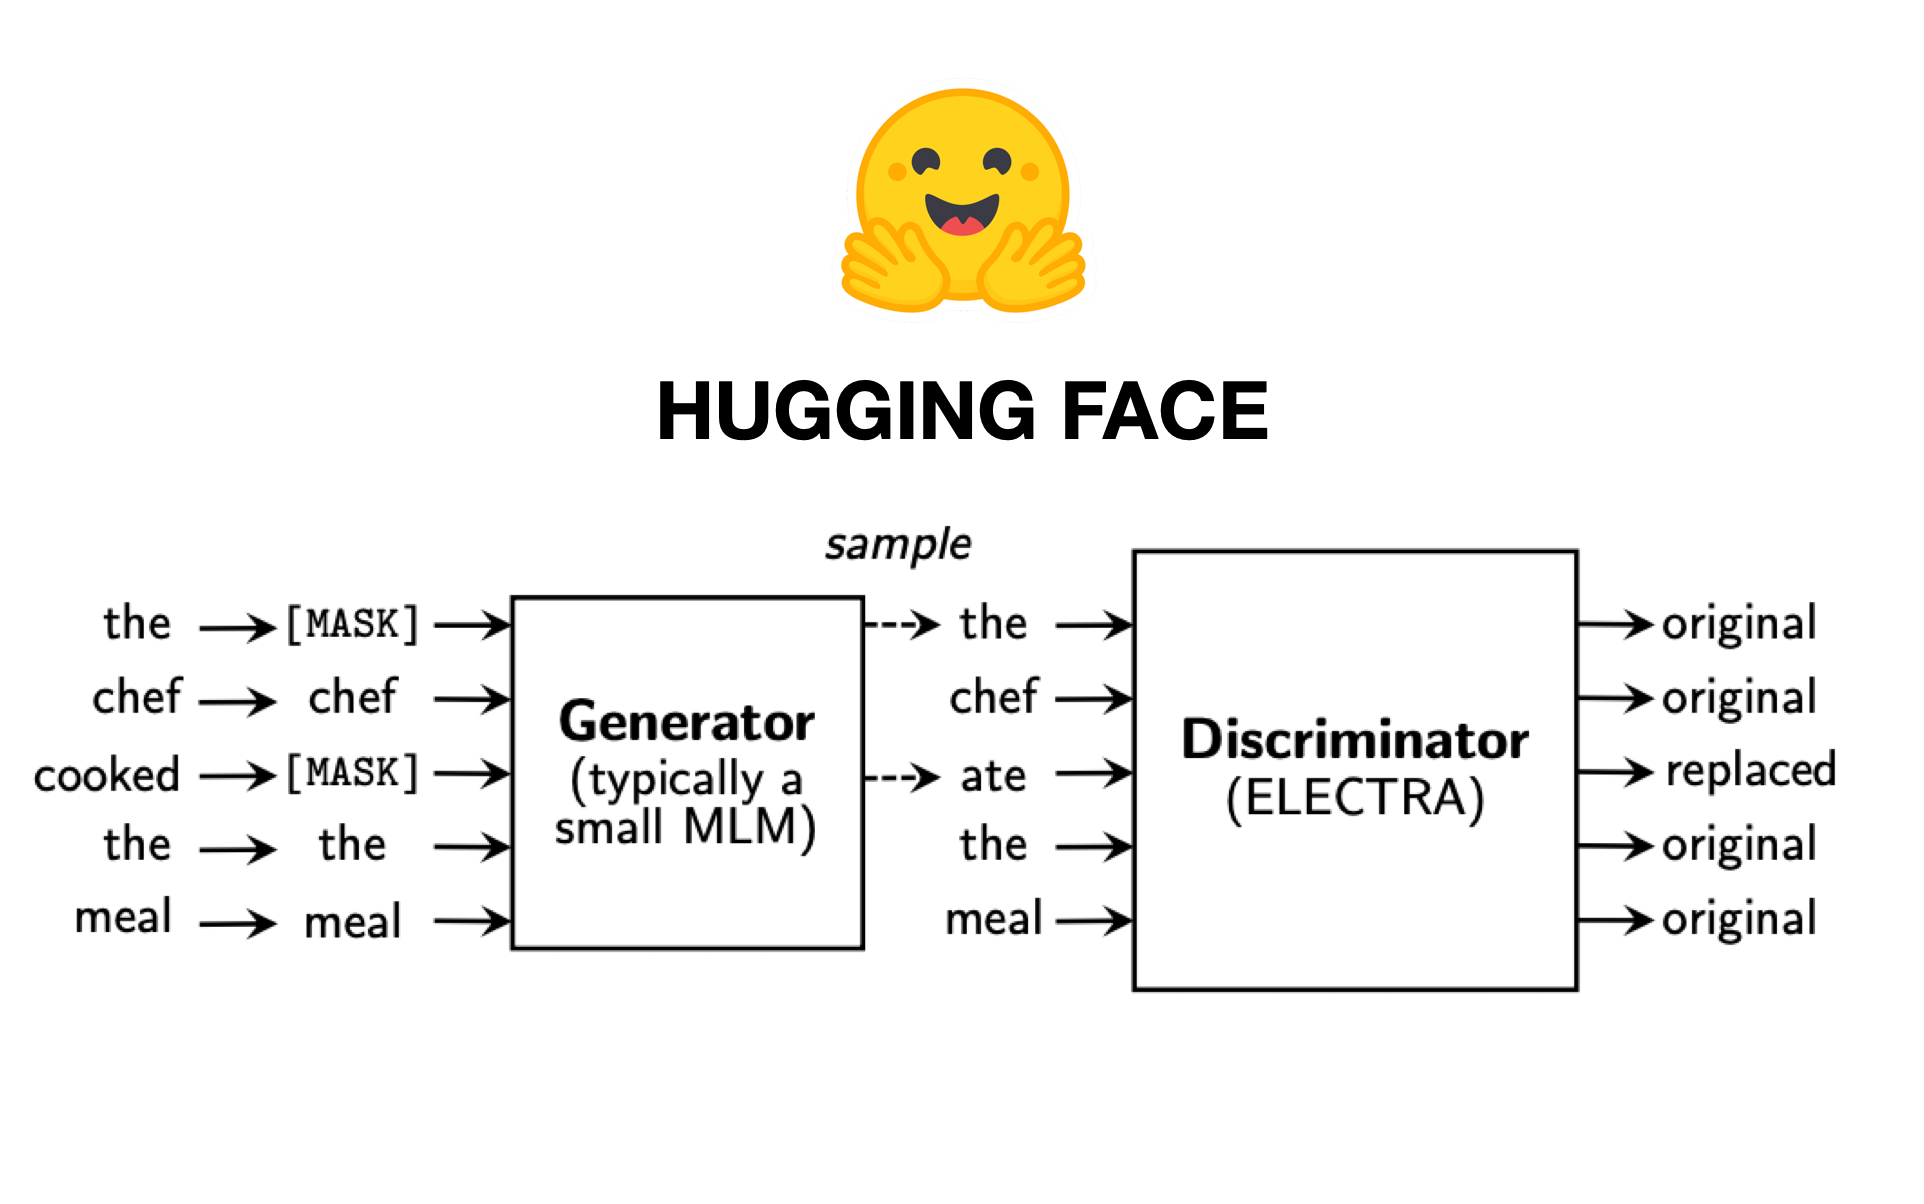 HUGGING FACE
sample
the [MASK] the original
chef chef Generator chef Discriminator original
cooked [MASK] (typically a ate (ELECTRA) replaced
the the small MLM) the original
meal meal meal original